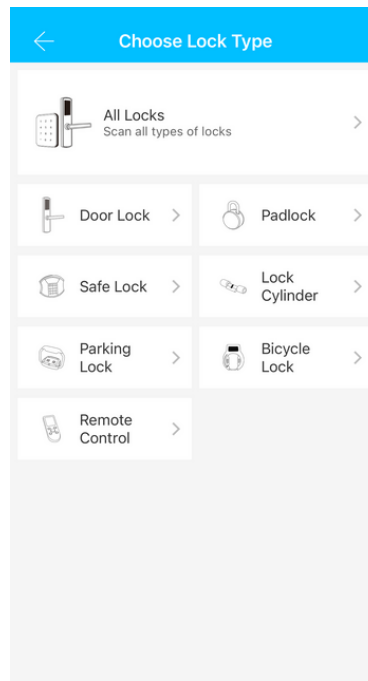 Choose Lock Type
All Locks
Scan all types of locks
Door Lock
Padlock
Safe Lock
Lock
Cylinder
Parking
Lock
Bicycle
Lock
Remote
Control